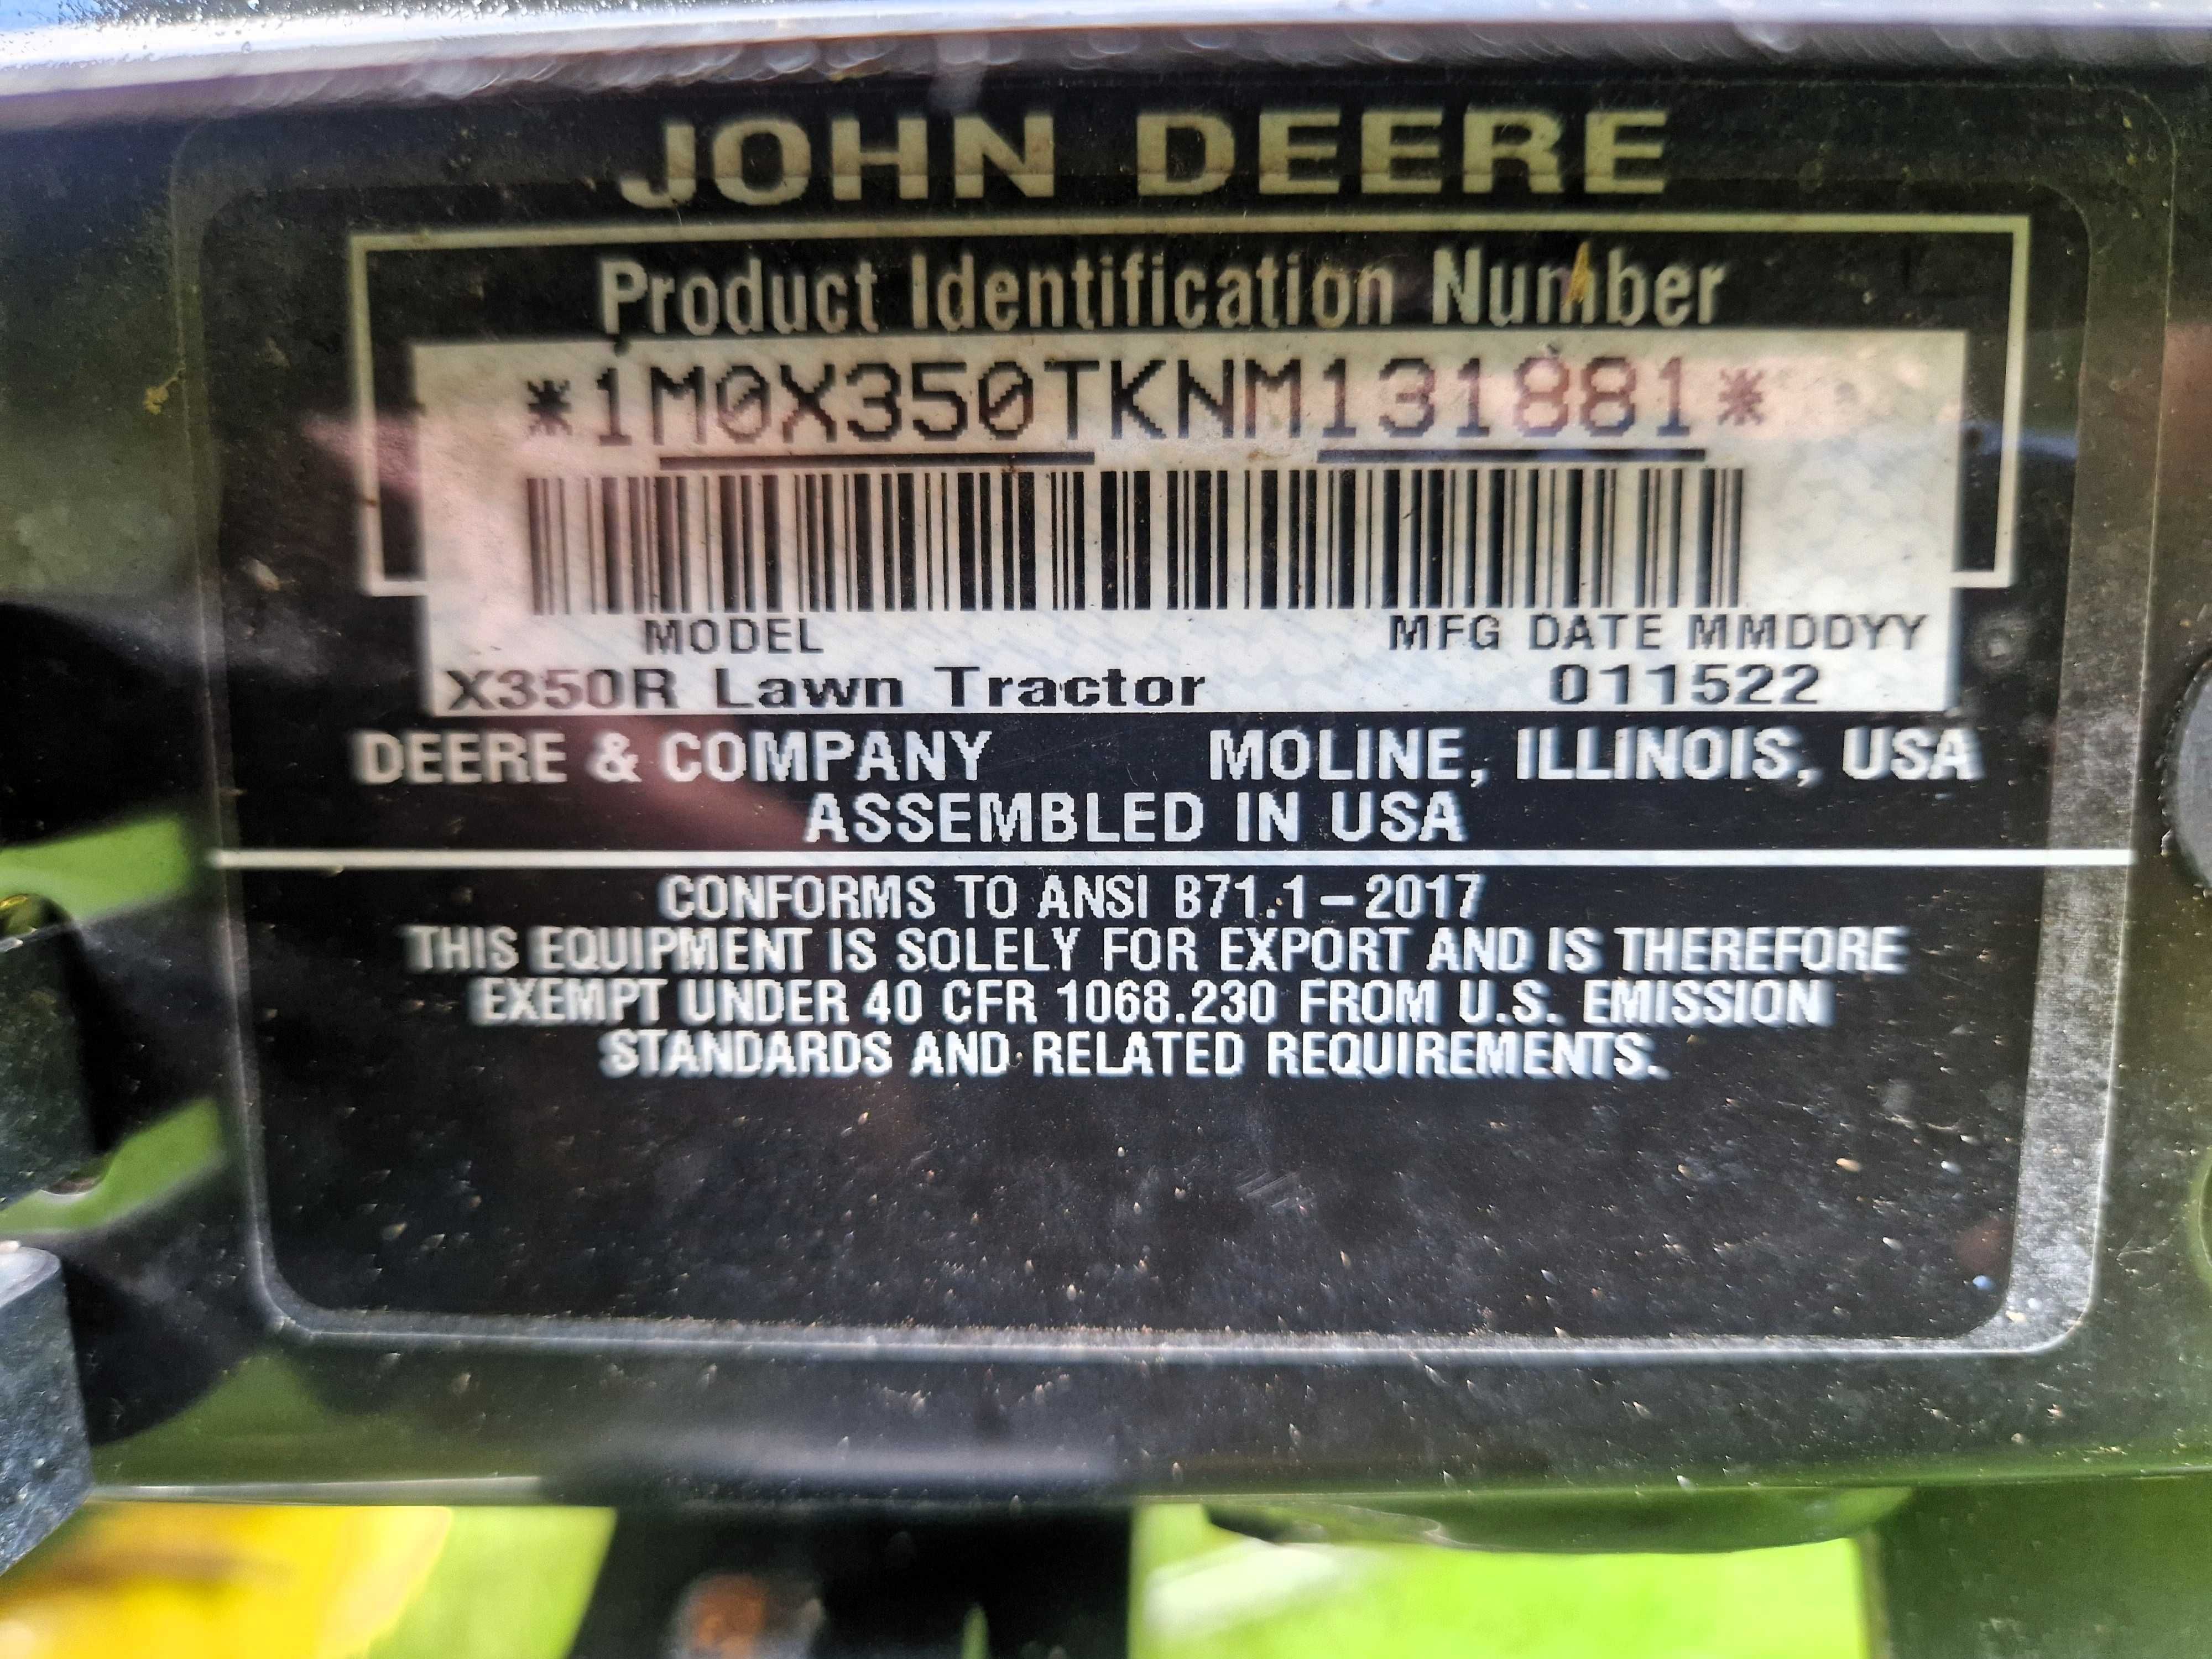 JOHN DEERE
Product Identification Number
*1M0X350TKNM131881*
MODEL MFG DATE MMDDYY
X350R Lawn Tractor 011522
DEERE & COMPANY MOLINE, ILLINOIS, USA
ASSEMBLED IN USA
CONFORMS TO ANSI B71.1-2017
THIS EQUIPMENT IS SOLELY FOR EXPORT AND IS THEREFORE
EXEMPT UNDER 40 CFR 1068.230 FROM U.S. EMISSION
STANDARDS AND RELATED REQUIREMENTS.